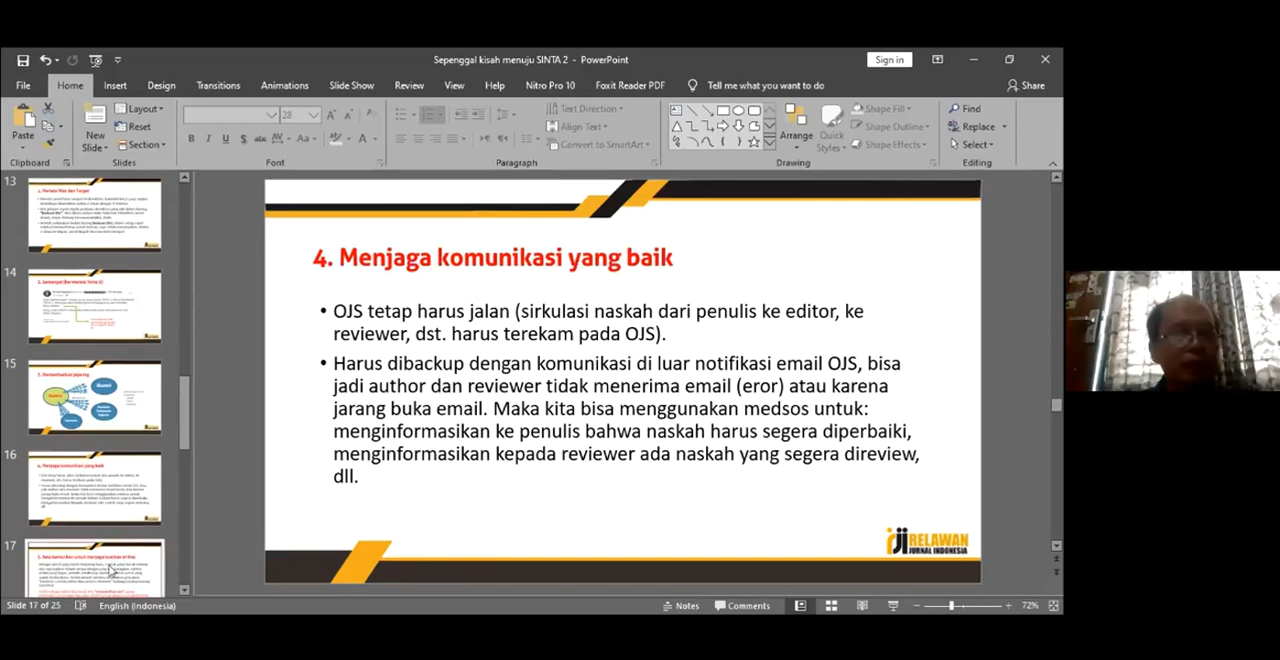 Sepenggal kisah menuju SINTA 2 - PowerPoint
Sign in
File Home Insert Design Transitions Animations Slide Show Review View Help Nitro Pro 10 Foxit Reader PDF Tell me what you want to do Share
Paste
Clipboard
New Slide
Layout
Reset
Section
Slides
28
Font
Paragraph
Text Direction
Align Text
Convert to SmartArt
Arrange
Quick Styles
Shape Fill
Shape Outline
Shape Effects
Drawing
Find
Replace
Select
Editing
13
14
15
16
4. Menjaga komunikasi yang baik
17
4. Menjaga komunikasi yang baik
• OJS tetap harus jalan (sirkulasi naskah dari penulis ke editor, ke
reviewer, dst. harus terekam pada OJS).
• Harus dibackup dengan komunikasi di luar notifikasi email OJS, bisa
jadi author dan reviewer tidak menerima email (eror) atau karena
jarang buka email. Maka kita bisa menggunakan medsos untuk:
menginformasikan ke penulis bahwa naskah harus segera diperbaiki,
menginformasikan kepada reviewer ada naskah yang segera direview,
dll.
RELAWAN
JURNAL INDONESIA
Slide 17 of 25 English (Indonesia) Notes Comments 72%